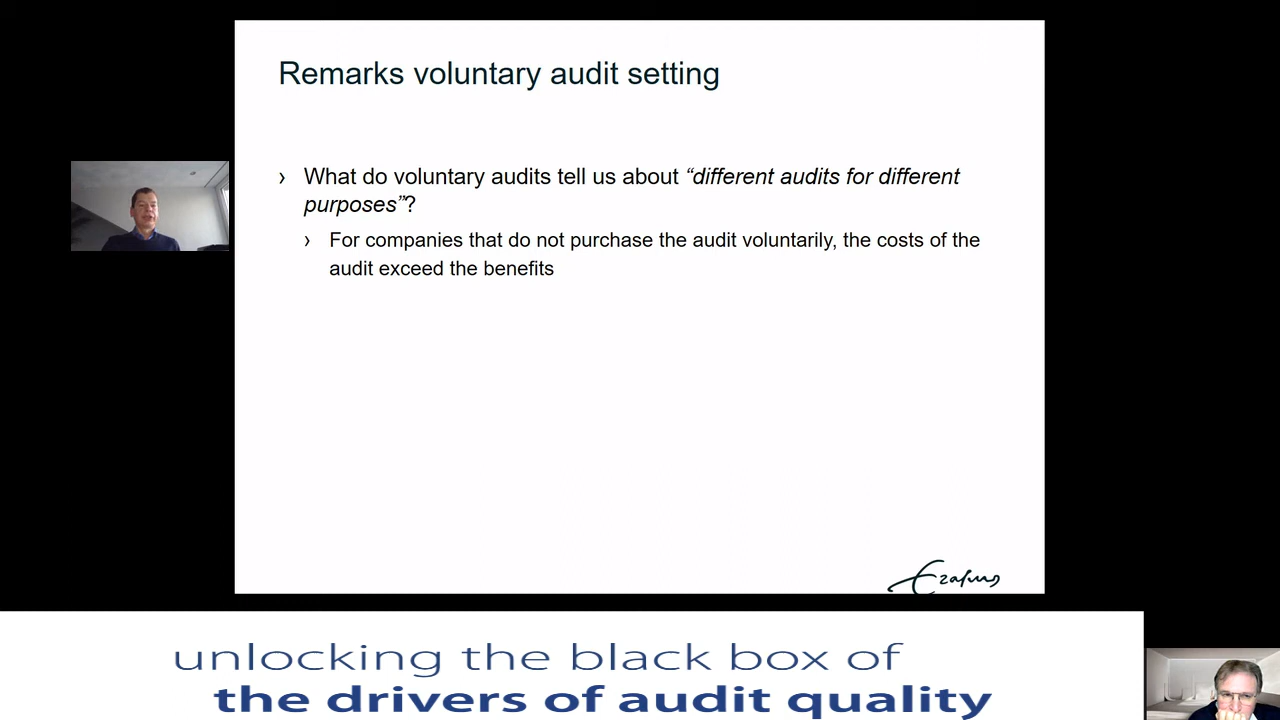 Remarks voluntary audit setting
› What do voluntary audits tell us about “different audits for different
purposes”?
› For companies that do not purchase the audit voluntarily, the costs of the
audit exceed the benefits
Erasmus
unlocking the black box of
the drivers of audit quality